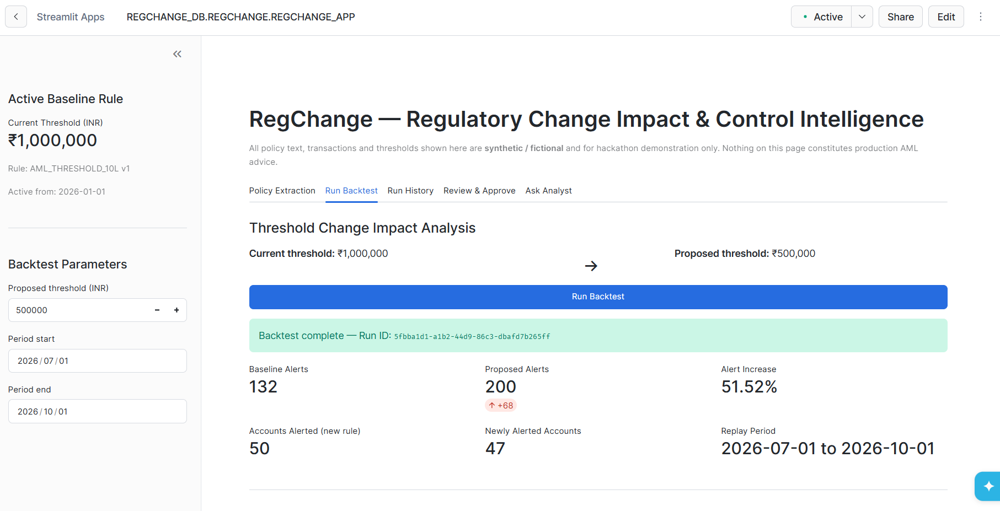 Streamlit Apps
REGCHANGE_DB.REGCHANGE.REGCHANGE_APP
Active
Share
Edit
Active Baseline Rule
Current Threshold (INR)
₹1,000,000
Rule: AML_THRESHOLD_10L v1
Active from: 2026-01-01
Backtest Parameters
Proposed threshold (INR)
500000
Period start
2026/07/01
Period end
2026/10/01
RegChange — Regulatory Change Impact & Control Intelligence
All policy text, transactions and thresholds shown here are synthetic / fictional and for hackathon demonstration only. Nothing on this page constitutes production AML
advice.
Policy Extraction
Run Backtest
Run History
Review & Approve
Ask Analyst
Threshold Change Impact Analysis
Current threshold: ₹1,000,000
→
Proposed threshold: ₹500,000
Run Backtest
Backtest complete — Run ID: 5fbba1d1-a1b2-44d9-86c3-dbafd7b265ff
Baseline Alerts
132
Proposed Alerts
200
↑ +68
Alert Increase
51.52%
Accounts Alerted (new rule)
50
Newly Alerted Accounts
47
Replay Period
2026-07-01 to 2026-10-01